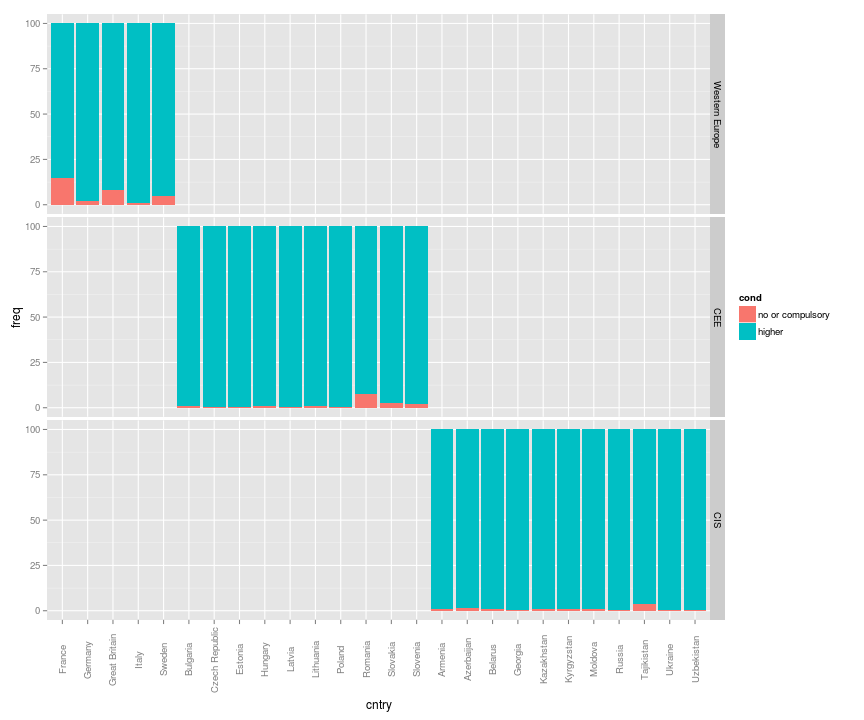 100
75
50
25
0
Western Europe
100
75
50
25
0
CEE
100
75
50
25
0
CIS
freq
France
Germany
Great Britain
Italy
Sweden
Bulgaria
Czech Republic
Estonia
Hungary
Latvia
Lithuania
Poland
Romania
Slovakia
Slovenia
Armenia
Azerbaijan
Belarus
Georgia
Kazakhstan
Kyrgyzstan
Moldova
Russia
Tajikistan
Ukraine
Uzbekistan
cntry
cond
no or compulsory
higher